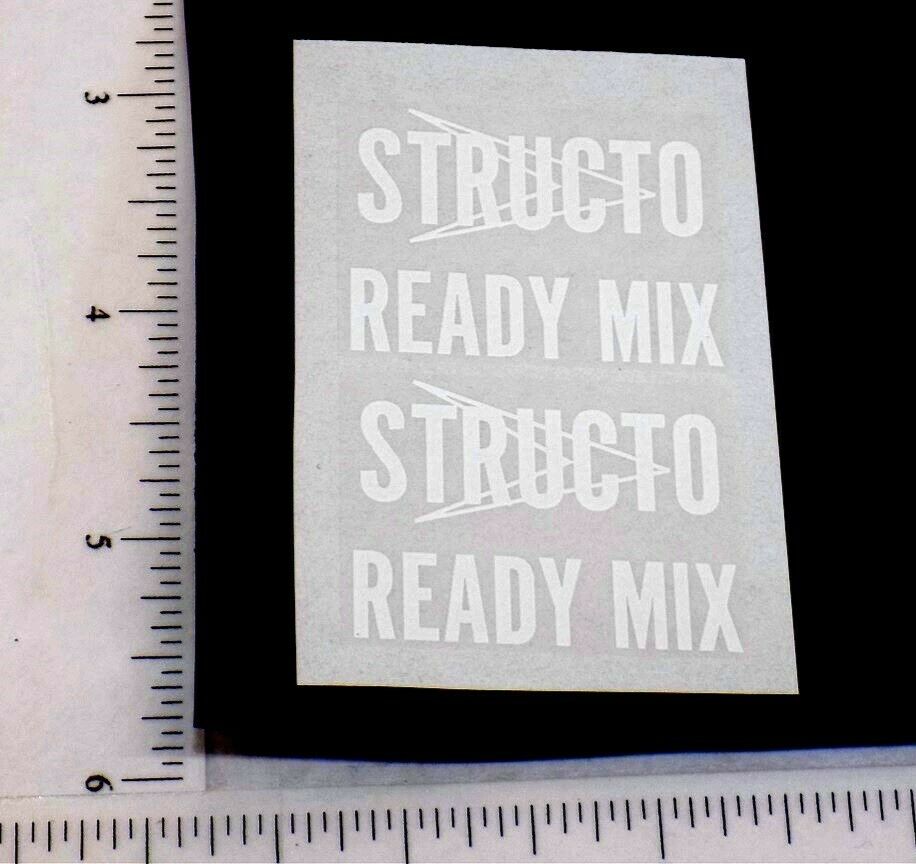 3
STRUCTO
READY MIX
4
STRUCTO
READY MIX
5
6